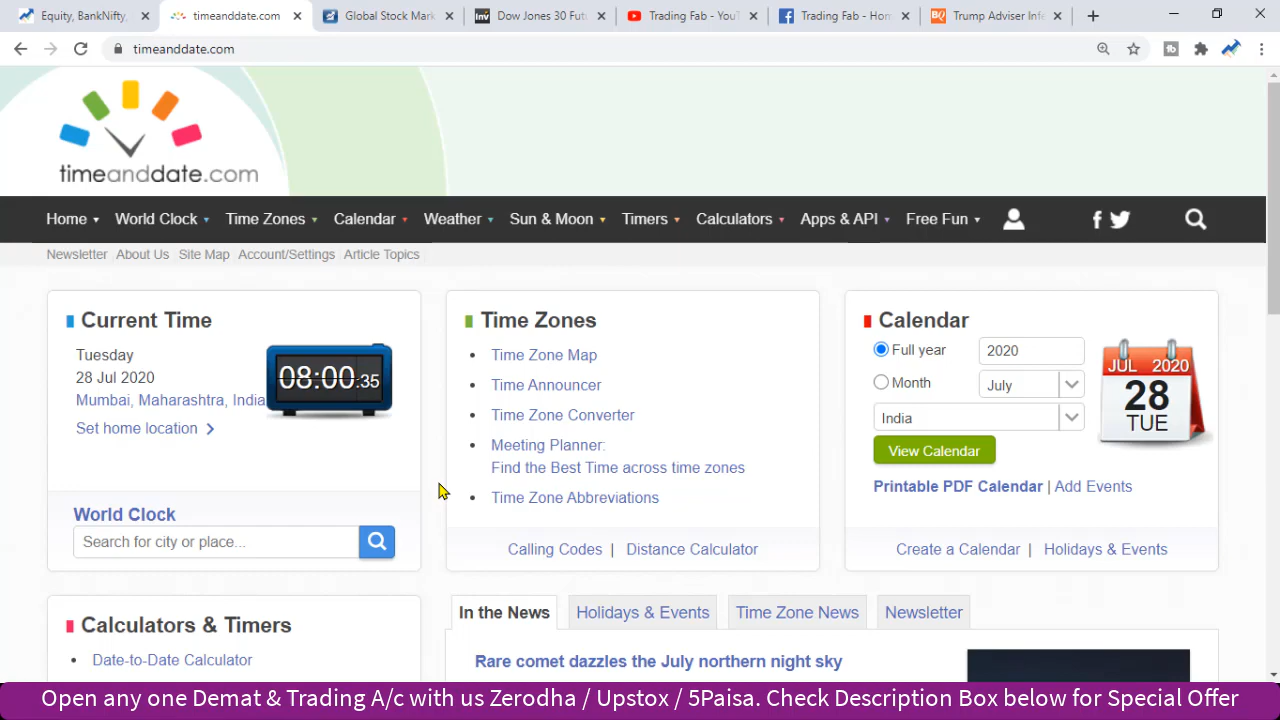 Equity, BankNifty,
timeanddate.com
Global Stock Mark
Dow Jones 30 Futu
Trading Fab - YouT
Trading Fab - Hom
Trump Adviser Infe
timeanddate.com
timeanddate.com
Home World Clock Time Zones Calendar Weather Sun & Moon Timers Calculators Apps & API Free Fun
Newsletter About Us Site Map Account/Settings Article Topics
Current Time
Tuesday
28 Jul 2020
Mumbai, Maharashtra, India
Set home location
08:00:35
World Clock
Search for city or place...
Time Zones
Time Zone Map
Time Announcer
Time Zone Converter
Meeting Planner:
Find the Best Time across time zones
Time Zone Abbreviations
Calling Codes | Distance Calculator
Calendar
Full year 2020
Month July
India
View Calendar
JUL 2020
28
TUE
Printable PDF Calendar | Add Events
Create a Calendar | Holidays & Events
Calculators & Timers
Date-to-Date Calculator
In the News Holidays & Events Time Zone News Newsletter
Rare comet dazzles the July northern night sky
Open any one Demat & Trading A/c with us Zerodha / Upstox / 5Paisa. Check Description Box below for Special Offer